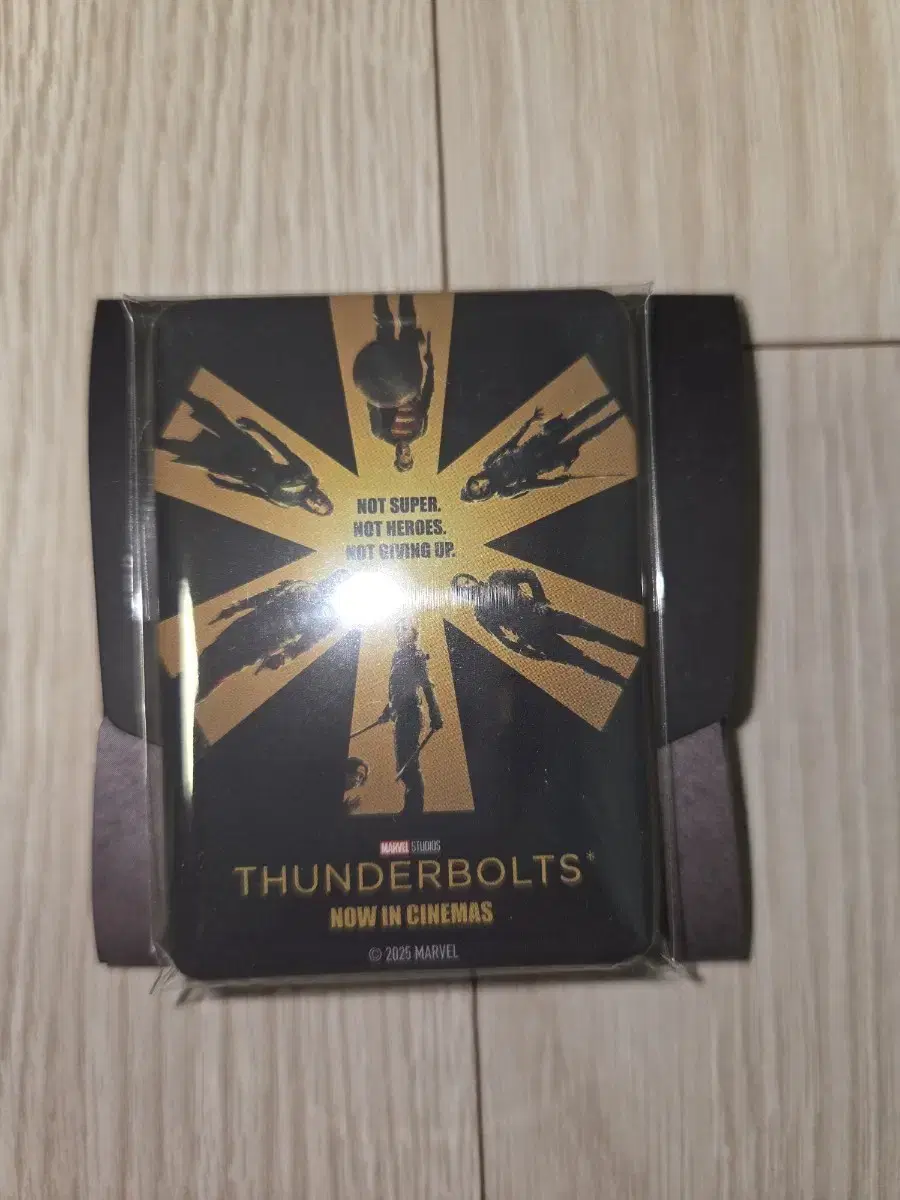 NOT SUPER.
NOT HEROES.
NOT GIVING UP.
MARVEL STUDIOS
THUNDERBOLTS*
NOW IN CINEMAS
© 2025 MARVEL